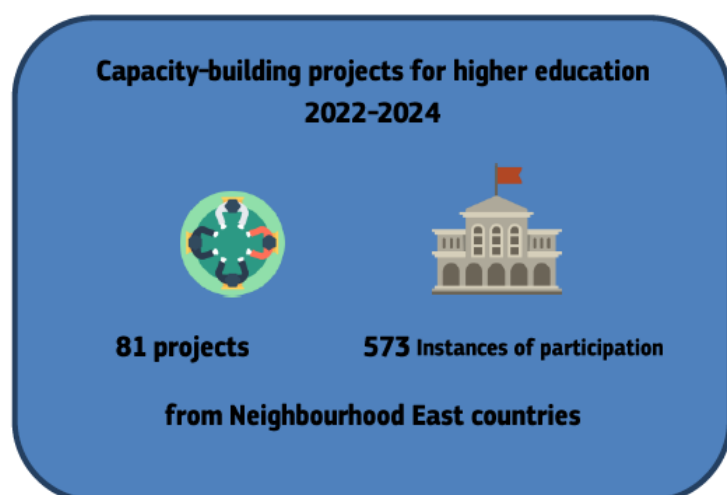 Capacity-building projects for higher education
2022-2024
81 projects
573 Instances of participation
from Neighbourhood East countries